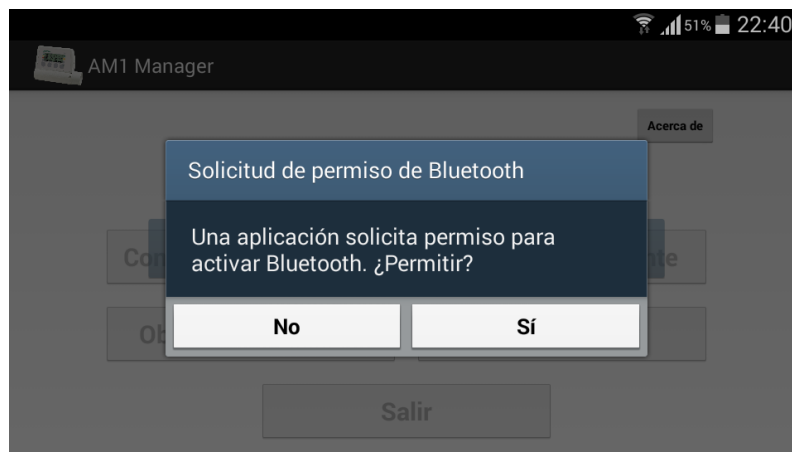 51% 22:40
AM1 Manager
Acerca de
Solicitud de permiso de Bluetooth
Una aplicación solicita permiso para
activar Bluetooth. ¿Permitir?
No Sí
Salir